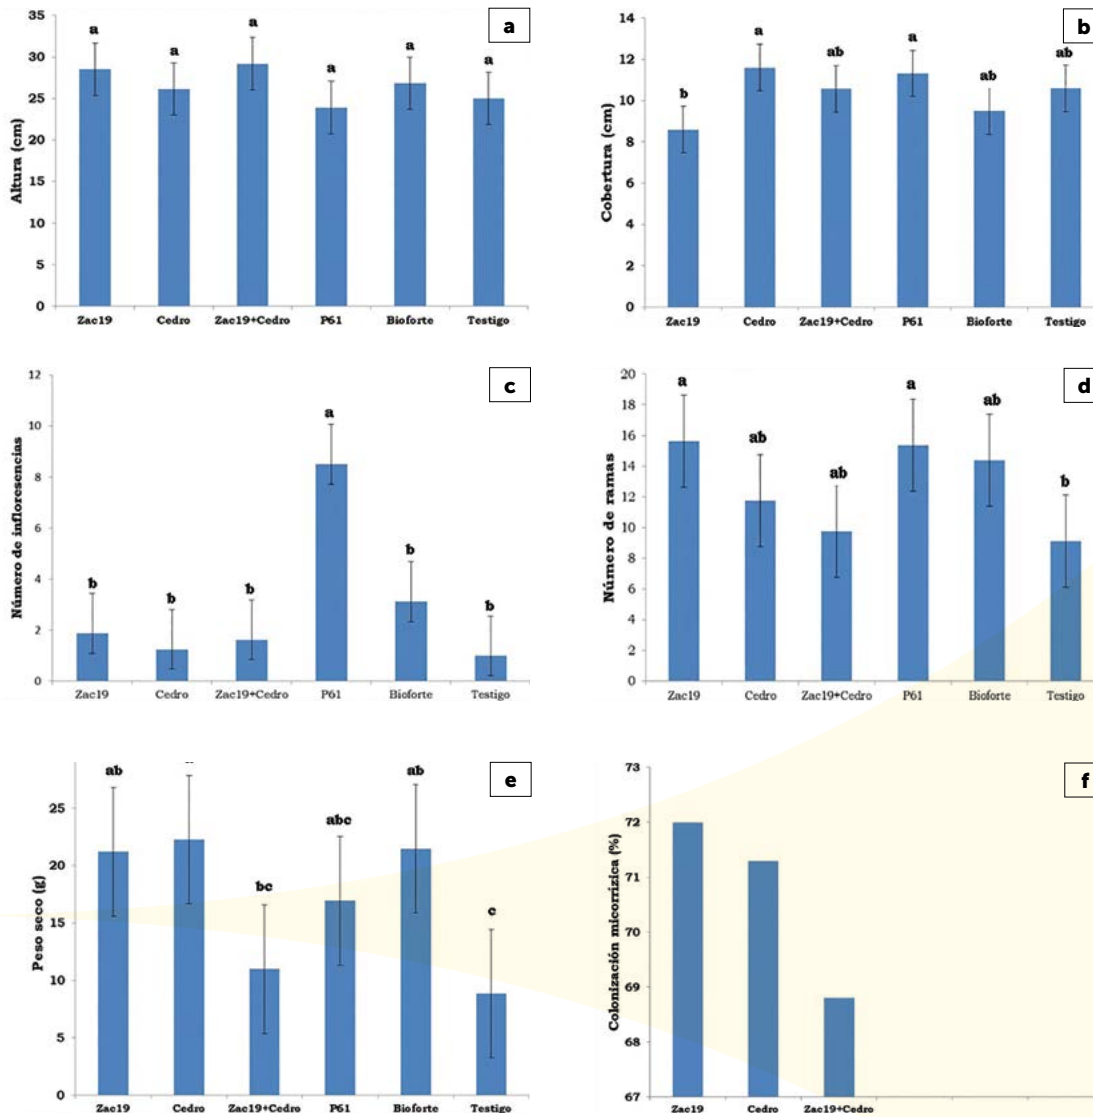 a
35
30
25
20
15
10
5
0
Altura (cm)
a a a a a a
Zac19 Cedro Zac19+Cedro P61 Bioforte Testigo
b
14
12
10
8
6
4
2
0
Cobertura (cm)
b a ab a ab ab
Zac19 Cedro Zac19+Cedro P61 Bioforte Testigo
c
12
10
8
6
4
2
0
Número de infloresencias
b b b a b b
Zac19 Cedro Zac19+Cedro P61 Bioforte Testigo
d
20
18
16
14
12
10
8
6
4
2
0
Número de ramas
a ab ab a ab b
Zac19 Cedro Zac19+Cedro P61 Bioforte Testigo
e
25
20
15
10
5
0
Peso seco (g)
ab bc abc ab c
Zac19 Cedro Zac19+Cedro P61 Bioforte Testigo
f
73
72
71
70
69
68
67
Colonización micorrízica (%)
Zac19 Cedro Zac19+Cedro